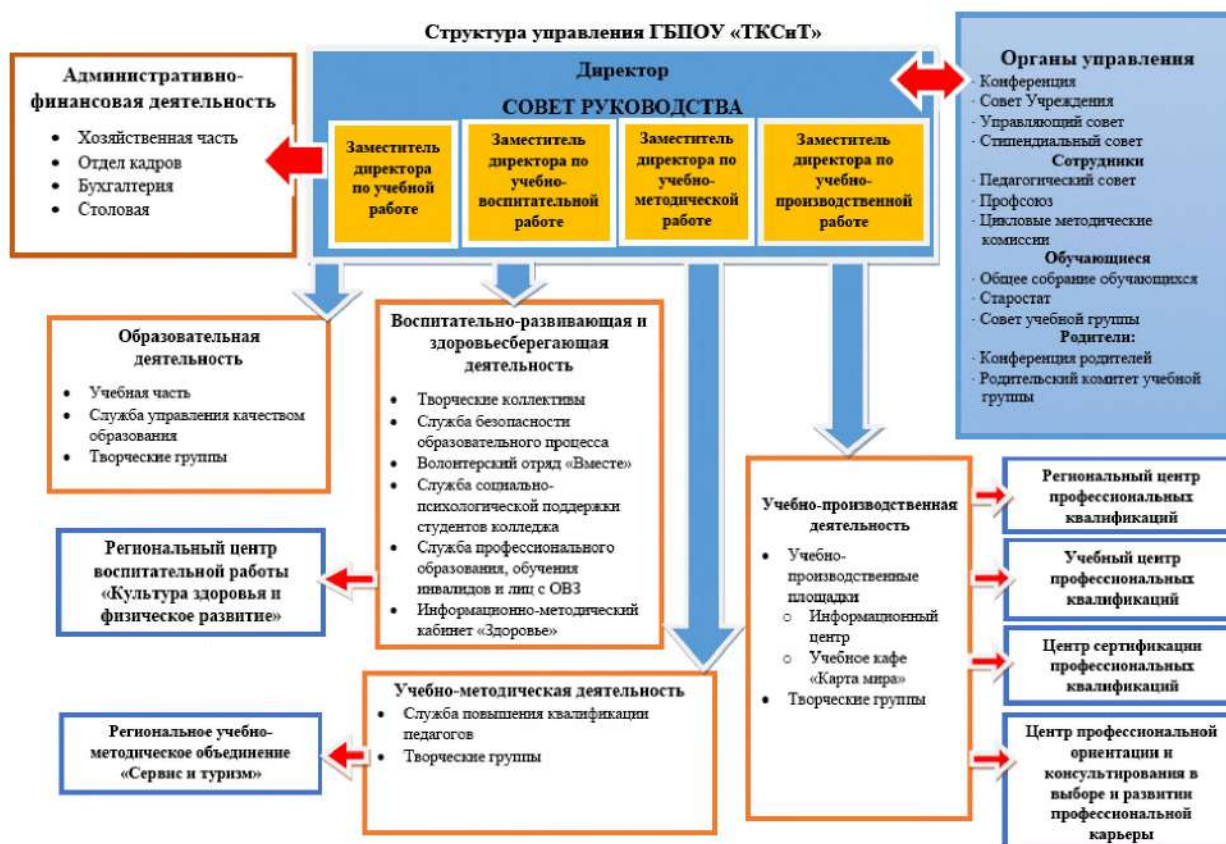 Структура управления ГБПОУ «ТКСиТ»
Административно-
финансовая деятельность
• Хозяйственная часть
• Отдел кадров
• Бухгалтерия
• Столовая
Директор
СОВЕТ РУКОВОДСТВА
Заместитель
директора
по учебной
работе
Заместитель
директора по
учебно-
воспитательной
работе
Заместитель
директора по
учебно-
методической
работе
Заместитель
директора по
учебно-
производственной
работе
Органы управления
· Конференция
· Совет Учреждения
· Управляющий совет
· Стипендиальный совет
Сотрудники
· Педагогический совет
· Профсоюз
· Цикловые методические
комиссии
Обучающиеся
· Общее собрание обучающихся
· Старостат
· Совет учебной группы
Родители:
· Конференция родителей
· Родительский комитет учебной
группы
Образовательная
деятельность
• Учебная часть
• Служба управления качеством
образования
• Творческие группы
Воспитательно-развивающая и
здоровьесберегающая
деятельность
• Творческие коллективы
• Служба безопасности
образовательного процесса
• Волонтерский отряд «Вместе»
• Служба социально-
психологической поддержки
студентов колледжа
• Служба профессионального
образования, обучения
инвалидов и лиц с ОВЗ
• Информационно-методический
кабинет «Здоровье»
Региональный центр
воспитательной работы
«Культура здоровья и
физическое развитие»
Учебно-методическая деятельность
• Служба повышения квалификации
педагогов
• Творческие группы
Региональное учебно-
методическое объединение
«Сервис и туризм»
Учебно-производственная
деятельность
• Учебно-
производственные
площадки
o Информационный
центр
o Учебное кафе
«Карта мира»
• Творческие группы
Региональный центр
профессиональных
квалификаций
Учебный центр
профессиональных
квалификаций
Центр сертификации
профессиональных
квалификаций
Центр профессиональной
ориентации и
консультирования в
выборе и развитии
профессиональной
карьеры